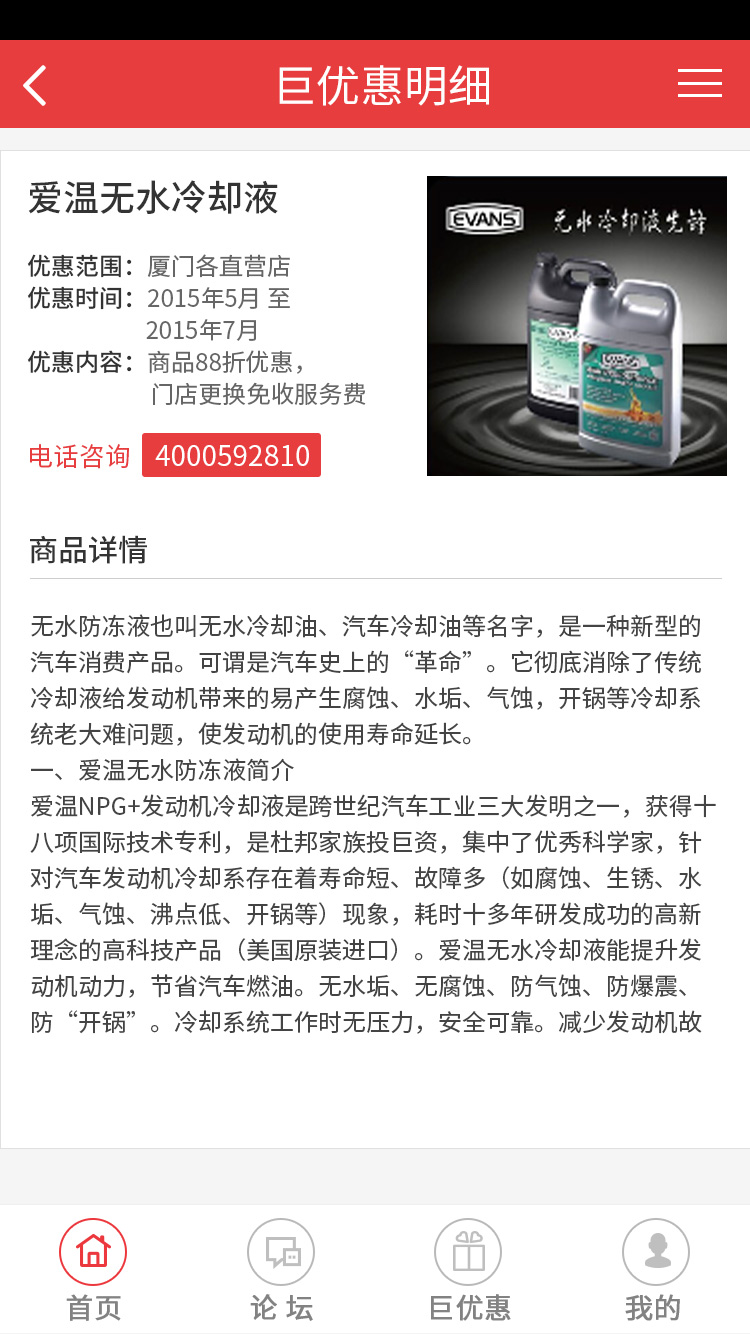 巨优惠明细
爱温无水冷却液
EVANS
无水冷却液先锋
优惠范围：厦门各直营店
优惠时间：2015年5月 至
2015年7月
优惠内容：商品88折优惠，
门店更换免收服务费
电话咨询 4000592810
商品详情
无水防冻液也叫无水冷却油、汽车冷却油等名字，是一种新型的
汽车消费产品。可谓是汽车史上的“革命”。它彻底消除了传统
冷却液给发动机带来的易产生腐蚀、水垢、气蚀，开锅等冷却系
统老大难问题，使发动机的使用寿命延长。
一、爱温无水防冻液简介
爱温NPG+发动机冷却液是跨世纪汽车工业三大发明之一，获得十
八项国际技术专利，是杜邦家族投巨资，集中了优秀科学家，针
对汽车发动机冷却系存在着寿命短、故障多（如腐蚀、生锈、水
垢、气蚀、沸点低、开锅等）现象，耗时十多年研发成功的高新
理念的高科技产品（美国原装进口）。爱温无水冷却液能提升发
动机动力，节省汽车燃油。无水垢、无腐蚀、防气蚀、防爆震、
防“开锅”。冷却系统工作时无压力，安全可靠。减少发动机故
首页
论 坛
巨优惠
我的